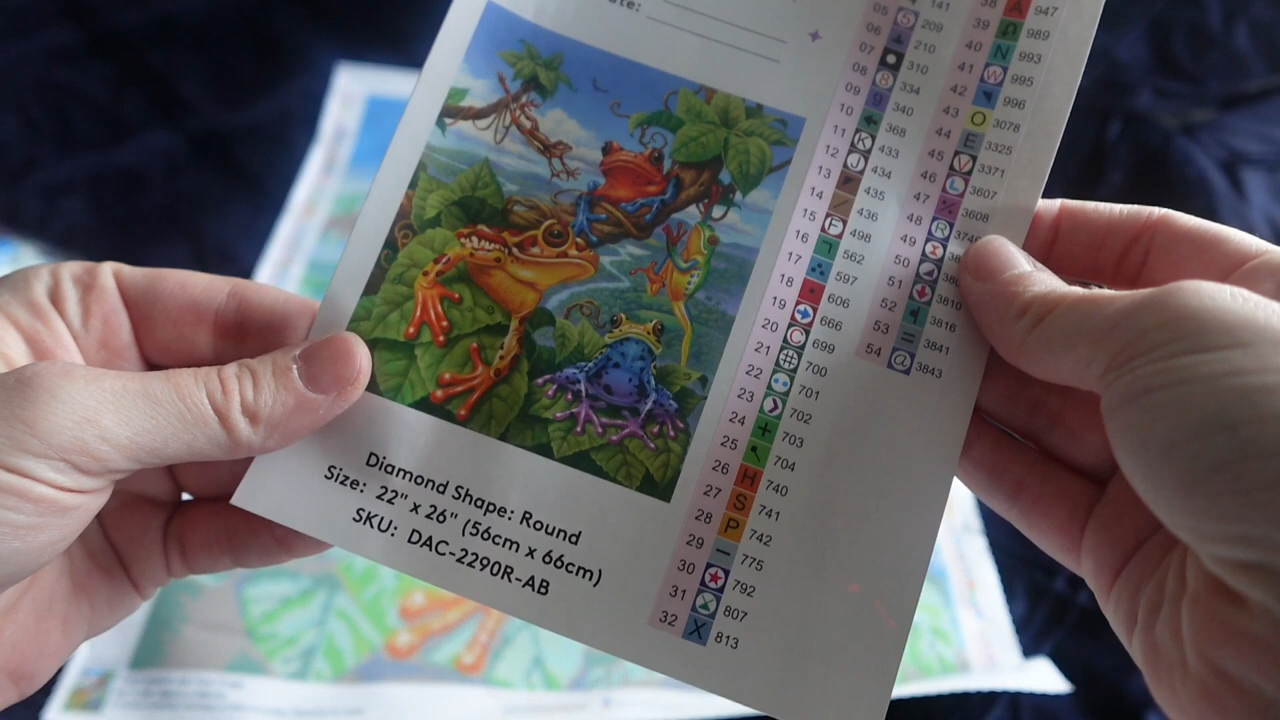 ate:
141
05 5 209
06 210
07 310
08 8 334
09 9 340
10 368
11 K 433
12 J 434
13 435
14 436
15 F 498
16 562
17 597
18 606
19 666
20 C 699
21 # 700
22 701
23 702
24 + 703
25 704
26 H 740
27 S 741
28 P 742
29 − 775
30 ★ 792
31 807
32 X 813
38 A 947
39 989
40 N 993
41 W 995
42 996
43 O 3078
44 E 3325
45 V 3371
46 L 3607
47 3608
48 R
49
50
51 3810
52 3816
53 = 3841
54 @ 3843
Diamond Shape: Round
Size: 22" x 26" (56cm x 66cm)
SKU: DAC-2290R-AB